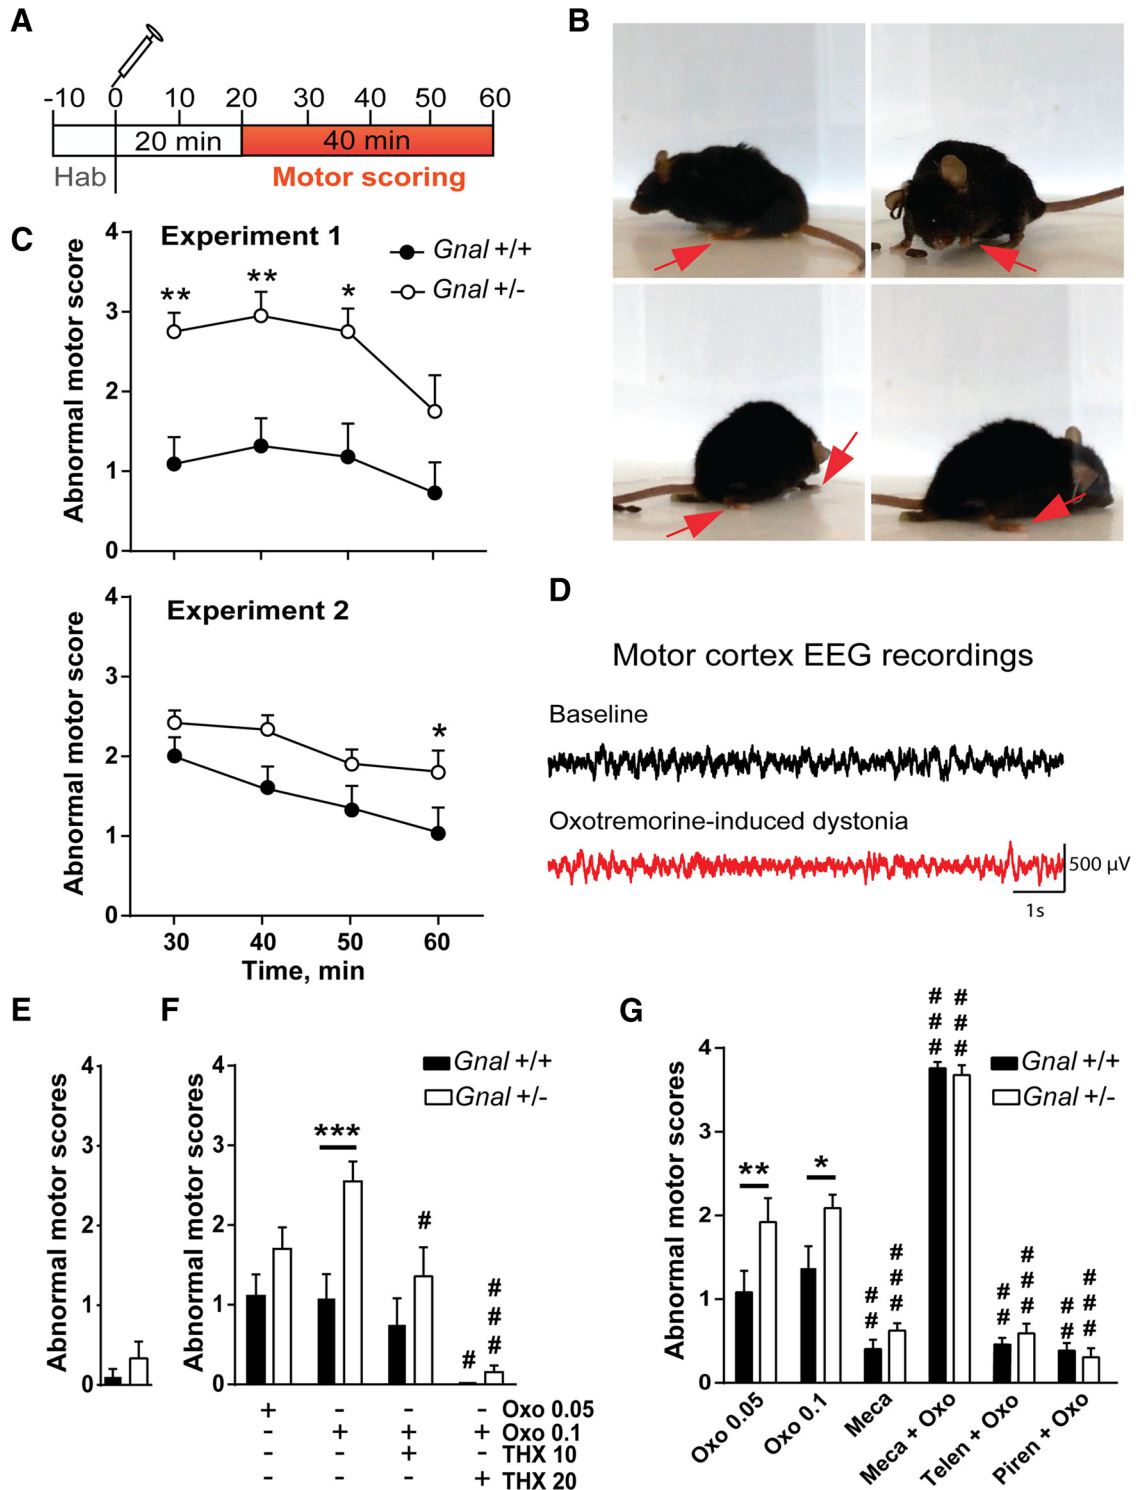 A
-10 0 10 20 30 40 50 60
20 min 40 min
Hab Motor scoring
B
C
Experiment 1
Gnal +/+
Gnal +/-
Abnormal motor score
4
3
2
1
0
** ** *
Experiment 2
Abnormal motor score
4
3
2
1
0
*
30 40 50 60
Time, min
D
Motor cortex EEG recordings
Baseline
Oxotremorine-induced dystonia
500 µV
1s
E
Abnormal motor scores
4
3
2
1
0
F
Abnormal motor scores
4
3
2
1
0
Gnal +/+
Gnal +/-
***
#
#
# # #
+ - - - Oxo 0.05
- + + + Oxo 0.1
- - + - THX 10
- - - + THX 20
G
Abnormal motor scores
4
3
2
1
0
Gnal +/+
Gnal +/-
**
*
# #
# # #
# # #
# # #
# #
# # #
# #
# # #
Oxo 0.05
Oxo 0.1
Meca
Meca + Oxo
Telen + Oxo
Piren + Oxo